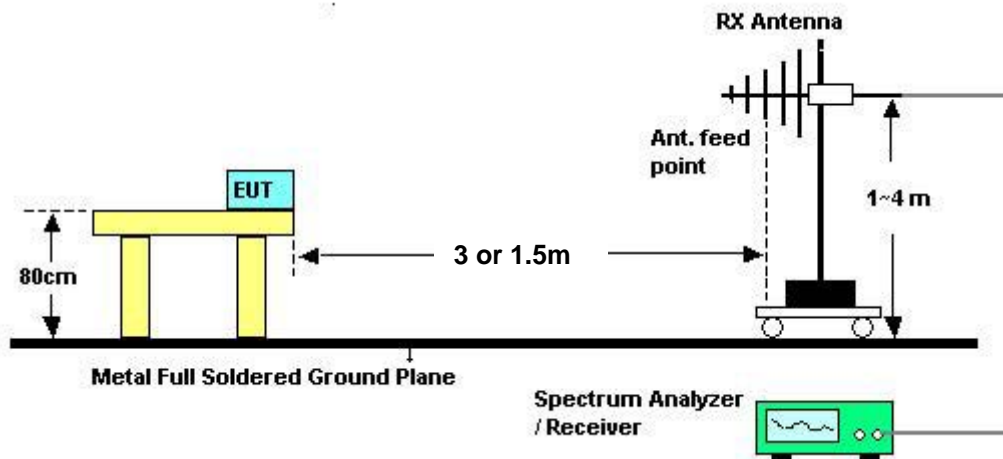 RX Antenna
Ant. feed
point
EUT
1~4 m
3 or 1.5m
80cm
Metal Full Soldered Ground Plane
Spectrum Analyzer
/ Receiver